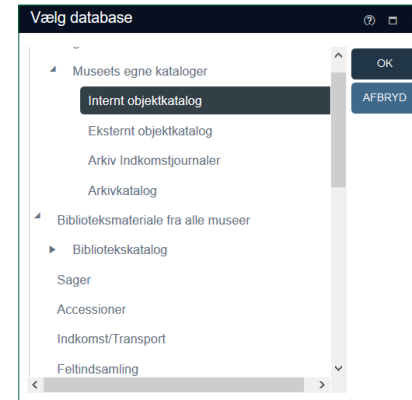 Vælg database
Museets egne kataloger
OK
Internt objektkatalog
AFBRYD
Eksternt objektkatalog
Arkiv Indkomstjournaler
Arkivkatalog
Biblioteksmateriale fra alle museer
Bibliotekskatalog
Sager
Accessioner
Indkomst/Transport
Feltindsamling